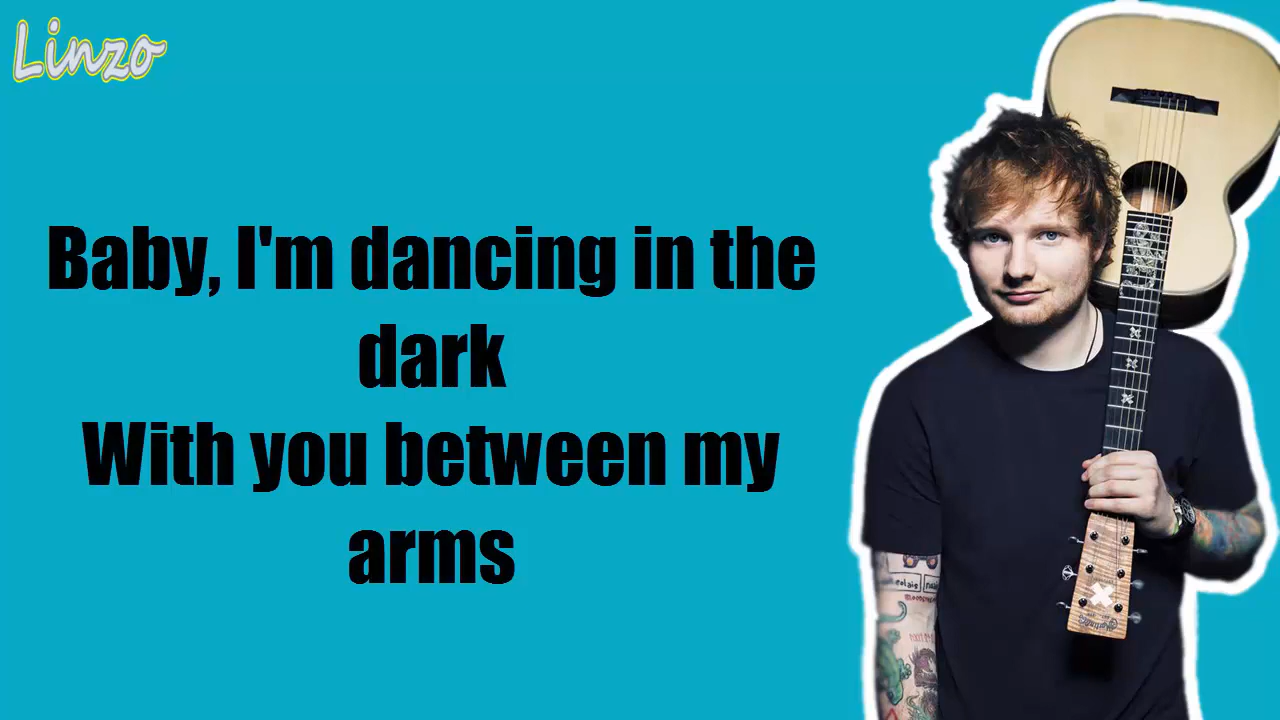 Linzo
Baby, I'm dancing in the
dark
With you between my
arms